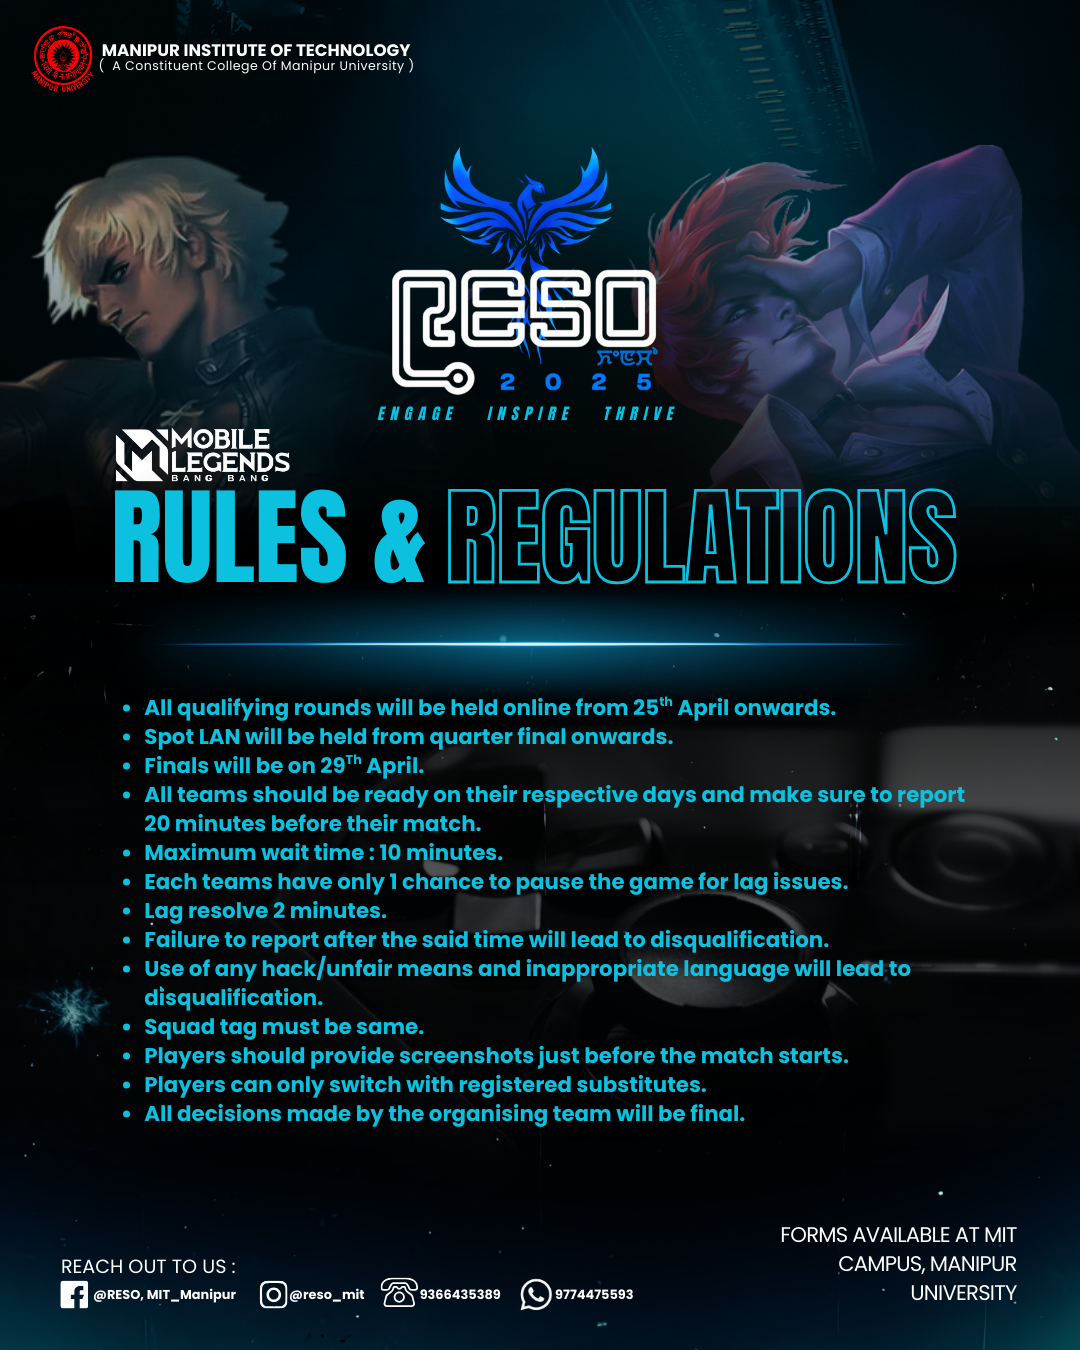 MANIPUR INSTITUTE OF TECHNOLOGY
( A Constituent College Of Manipur University )
MANIPUR UNIVERSITY
RESO
2 0 2 5
ENGAGE INSPIRE THRIVE
MOBILE
LEGENDS
BANG BANG
RULES & REGULATIONS
• All qualifying rounds will be held online from 25th April onwards.
• Spot LAN will be held from quarter final onwards.
• Finals will be on 29Th April.
• All teams should be ready on their respective days and make sure to report
20 minutes before their match.
• Maximum wait time : 10 minutes.
• Each teams have only 1 chance to pause the game for lag issues.
• Lag resolve 2 minutes.
• Failure to report after the said time will lead to disqualification.
• Use of any hack/unfair means and inappropriate language will lead to
disqualification.
• Squad tag must be same.
• Players should provide screenshots just before the match starts.
• Players can only switch with registered substitutes.
• All decisions made by the organising team will be final.
FORMS AVAILABLE AT MIT
CAMPUS, MANIPUR
UNIVERSITY
REACH OUT TO US :
@RESO, MIT_Manipur @reso_mit 9366435389 9774475593